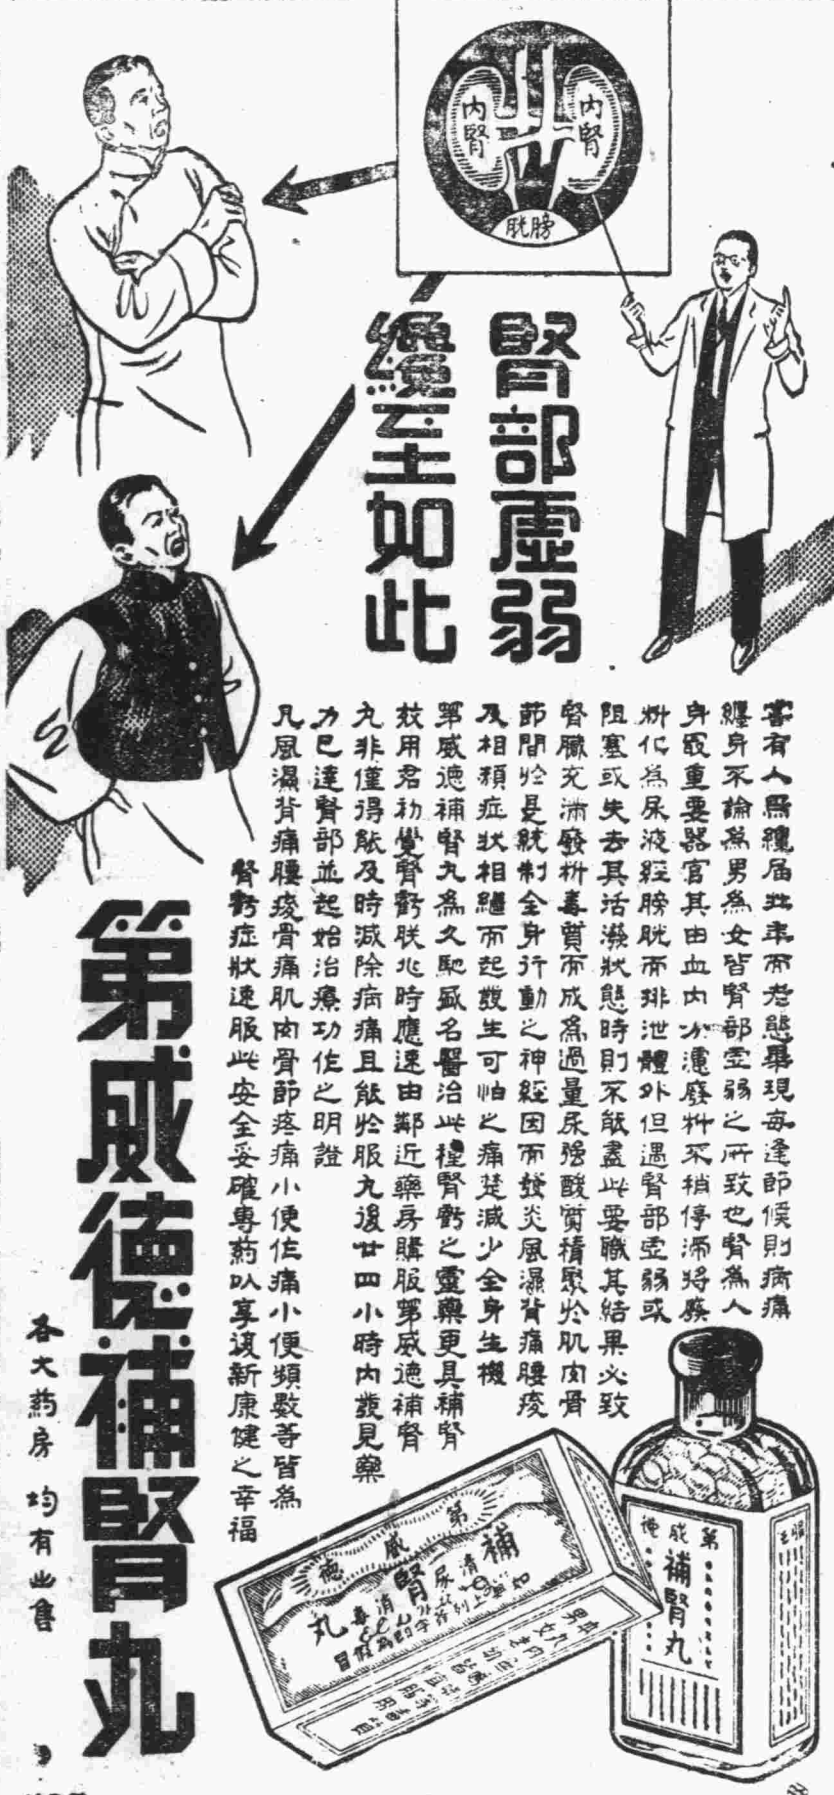 內腎
內腎
膀胱
腎部虛弱
纔至如此
嘗有人焉纔屆壯年而老態畢現每逢節候則病痛
纏身不論為男為女皆腎部虛弱之所致也腎為人
身最重要器官其由血內分濾廢料不稍停滯將廢
料化為尿液經膀胱而排泄體外但遇腎部虛弱或
阻塞或失去其活潑狀態時則不能盡此要職其結果必致
腎臟充滿廢料毒質而成為過量尿強酸質積聚於肌肉骨
節間於是統制全身行動之神經因而發炎風濕背痛腰痠
及相類症狀相繼而起發生可怕之痛楚減少全身生機
第威德補腎丸為久馳盛名醫治此種腎虧之靈藥更具補腎
效用君初覺腎虧朕兆時應速由鄰近藥房購服第威德補腎
丸非僅得能及時減除病痛且能於服丸後廿四小時內發見藥
力已達腎部並起始治療功作之明證
凡風濕背痛腰痠骨痛肌肉骨節疼痛小便作痛小便頻數等皆為
腎虧症狀速服此安全妥確專药以享復新康健之幸福
第威德補腎丸
各大药房 均有出售
第威德
補腎丸
清尿
消毒
第威德
補腎丸